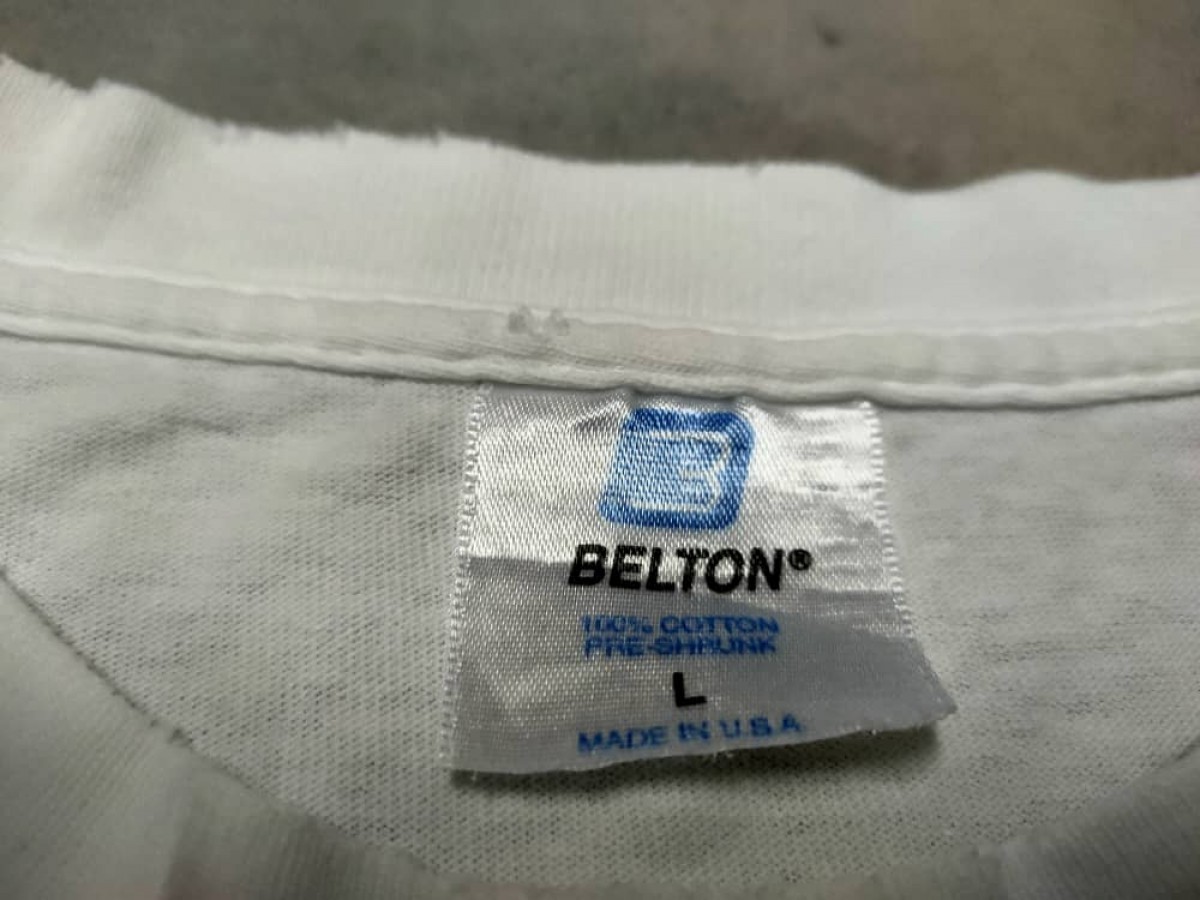 B
BELTON®
100% COTTON
PRE-SHRUNK
L
MADE IN U.S.A.